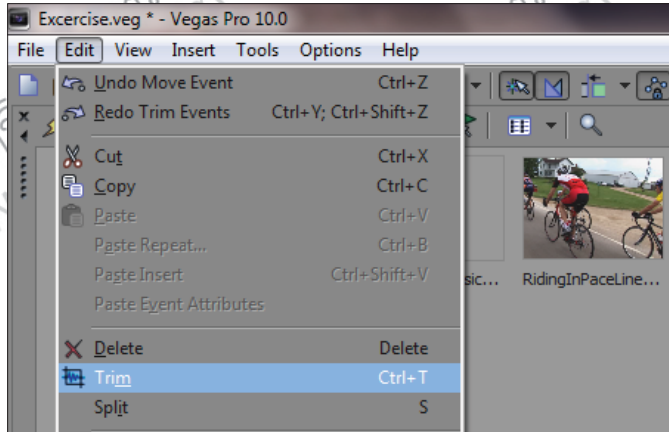 Excercise.veg * - Vegas Pro 10.0
File Edit View Insert Tools Options Help
Undo Move Event Ctrl+Z
Redo Trim Events Ctrl+Y; Ctrl+Shift+Z
Cut Ctrl+X
Copy Ctrl+C
Paste Ctrl+V
Paste Repeat... Ctrl+B
Paste Insert Ctrl+Shift+V
sic... RidingInPaceLine...
Paste Event Attributes
Delete Delete
Trim Ctrl+T
Split S